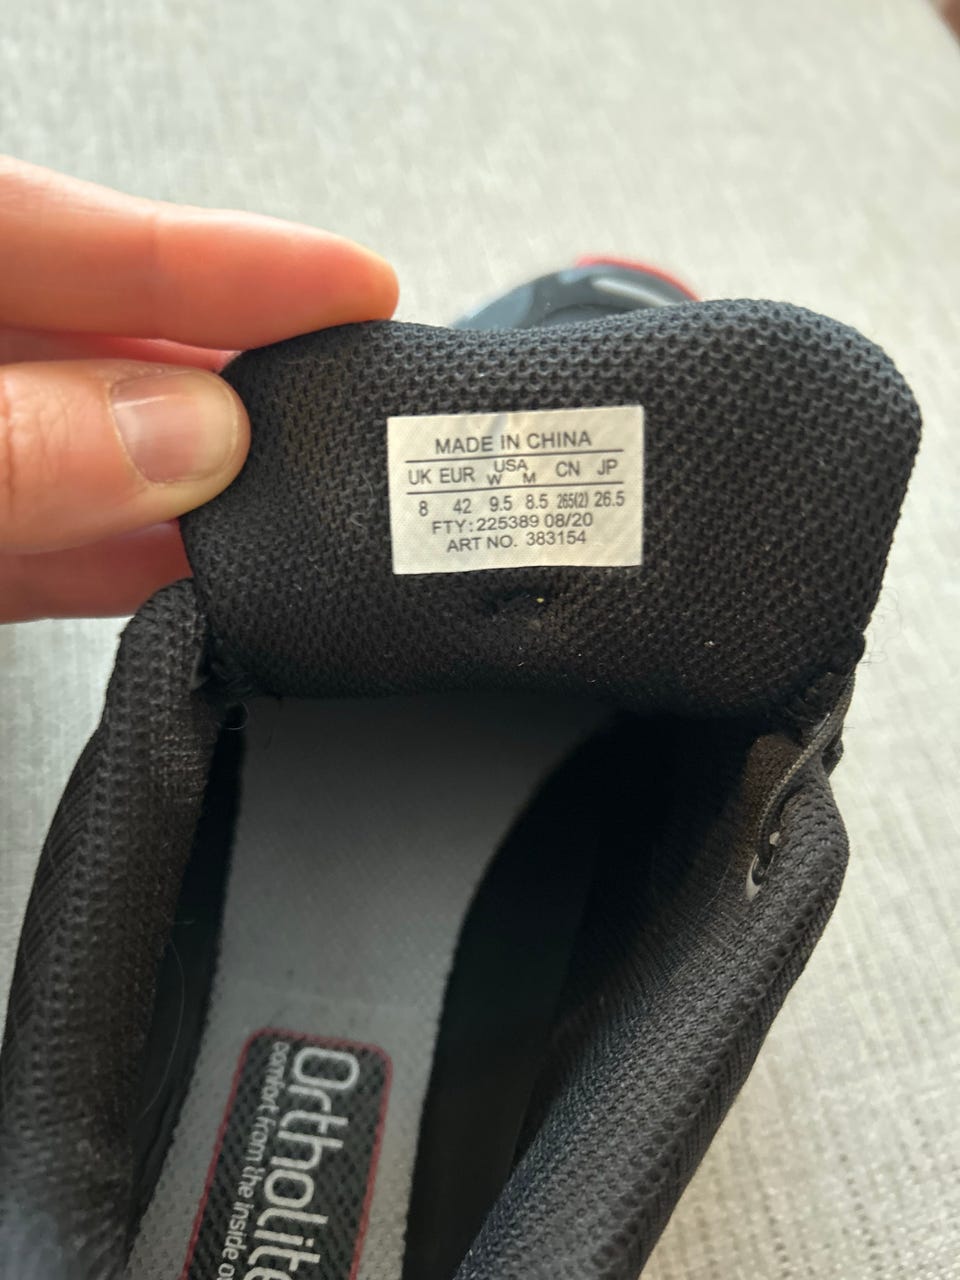 MADE IN CHINA
UK EUR USA W M CN JP
8 42 9.5 8.5 265(2) 26.5
FTY: 225389 08/20
ART NO. 383154
Ortholite
comfort from the inside